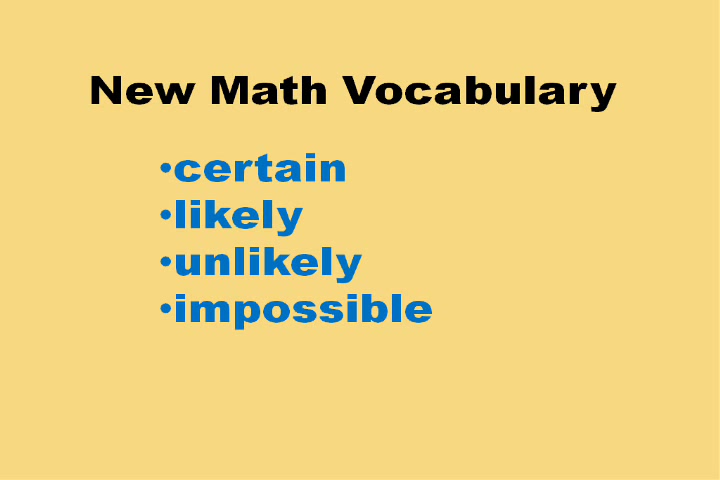 New Math Vocabulary
•certain
•likely
•unlikely
•impossible